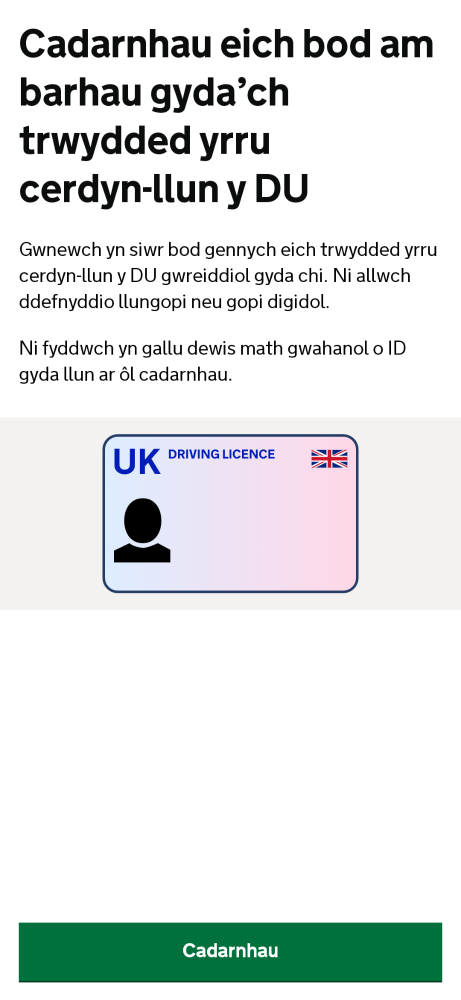 Cadarnhau eich bod am
barhau gyda’ch
trwydded yrru
cerdyn-llun y DU
Gwnewch yn siwr bod gennych eich trwydded yrru
cerdyn-llun y DU gwreiddiol gyda chi. Ni allwch
ddefnyddio llungopi neu gopi digidol.
Ni fyddwch yn gallu dewis math gwahanol o ID
gyda llun ar ôl cadarnhau.
UK DRIVING LICENCE
Cadarnhau